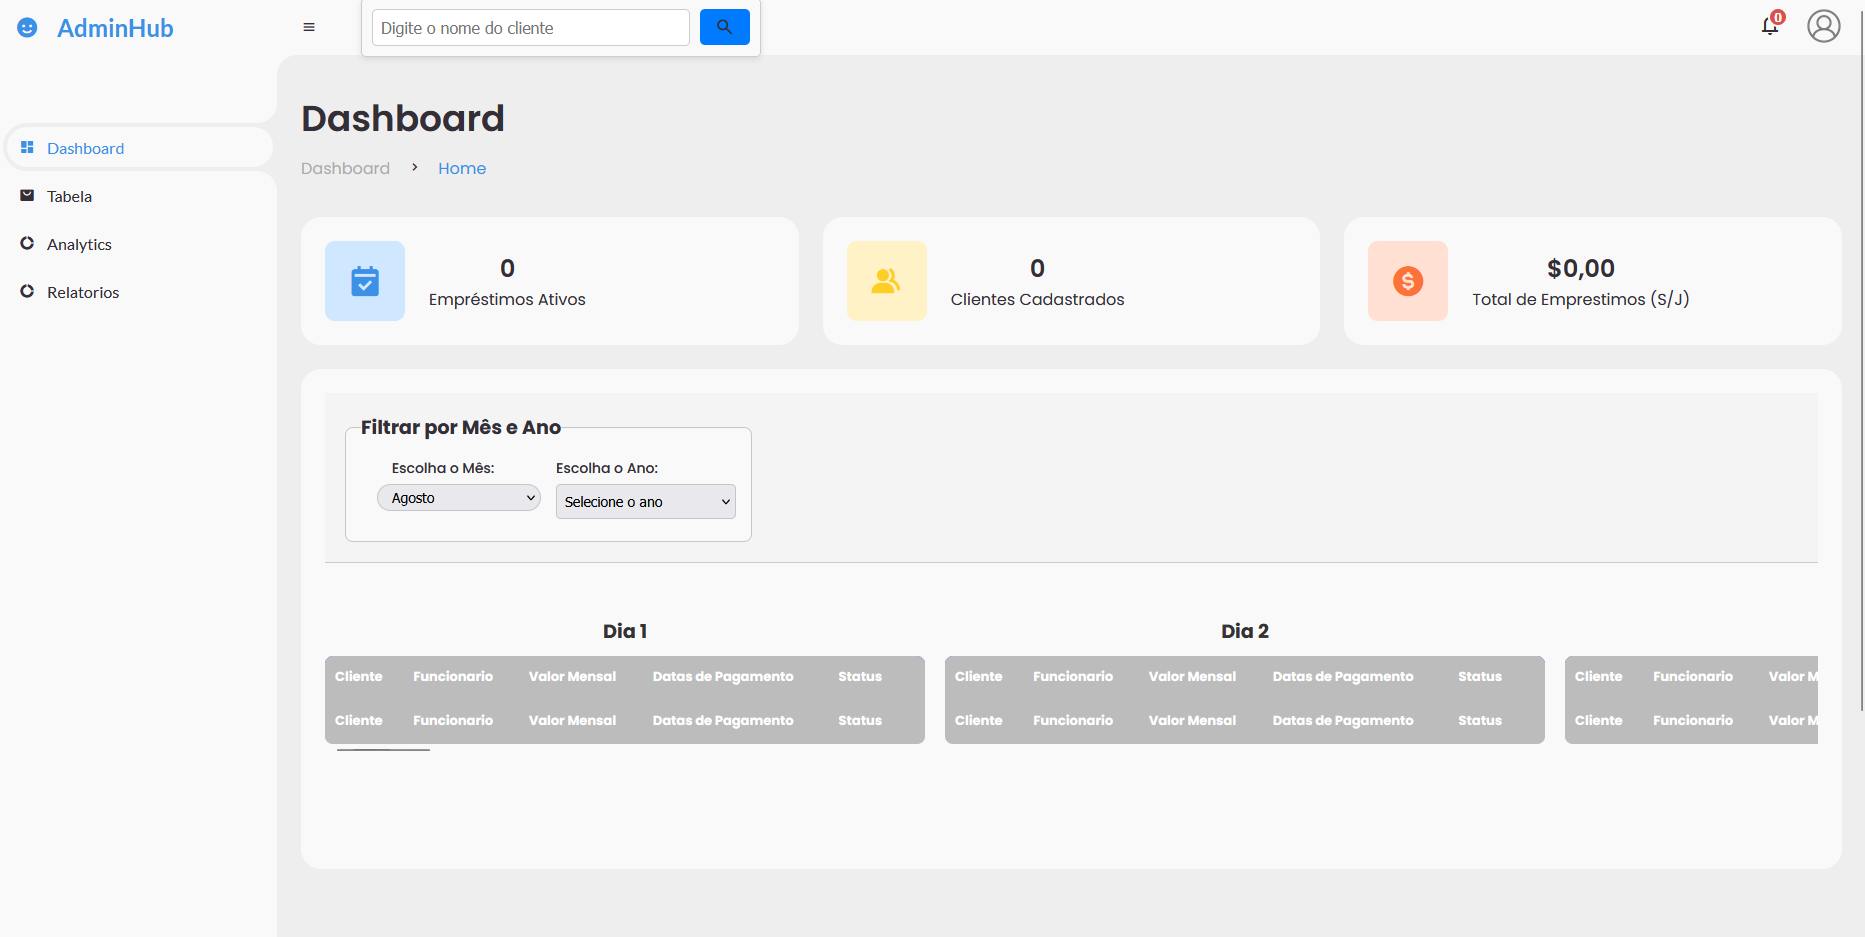 AdminHub
Digite o nome do cliente
0
Dashboard
Tabela
Analytics
Relatorios
Dashboard
Dashboard > Home
0
Empréstimos Ativos
0
Clientes Cadastrados
$0,00
Total de Emprestimos (S/J)
Filtrar por Mês e Ano
Escolha o Mês: Escolha o Ano:
Agosto Selecione o ano
Dia 1
Cliente Funcionario Valor Mensal Datas de Pagamento Status
Cliente Funcionario Valor Mensal Datas de Pagamento Status
Dia 2
Cliente Funcionario Valor Mensal Datas de Pagamento Status
Cliente Funcionario Valor Mensal Datas de Pagamento Status
Cliente Funcionario Valor
Cliente Funcionario Valor